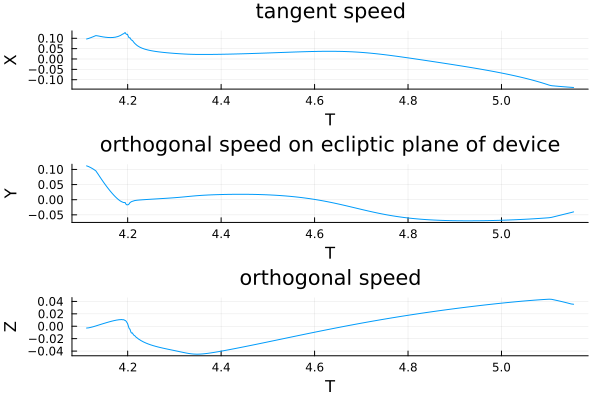 tangent speed
X
0.10
0.05
0.00
−0.05
−0.10
4.2 4.4 4.6 4.8 5.0
T
orthogonal speed on ecliptic plane of device
Y
0.10
0.05
0.00
−0.05
4.2 4.4 4.6 4.8 5.0
T
orthogonal speed
Z
0.04
0.02
0.00
−0.02
−0.04
4.2 4.4 4.6 4.8 5.0
T